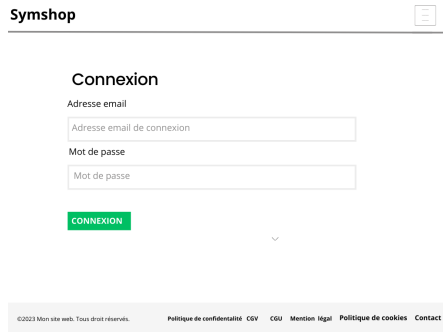 Symshop
Connexion
Adresse email
Adresse email de connexion
Mot de passe
Mot de passe
CONNEXION
©2023 Mon site web. Tous droit réservés. Politique de confidentalité CGV CGU Mention légal Politique de cookies Contact